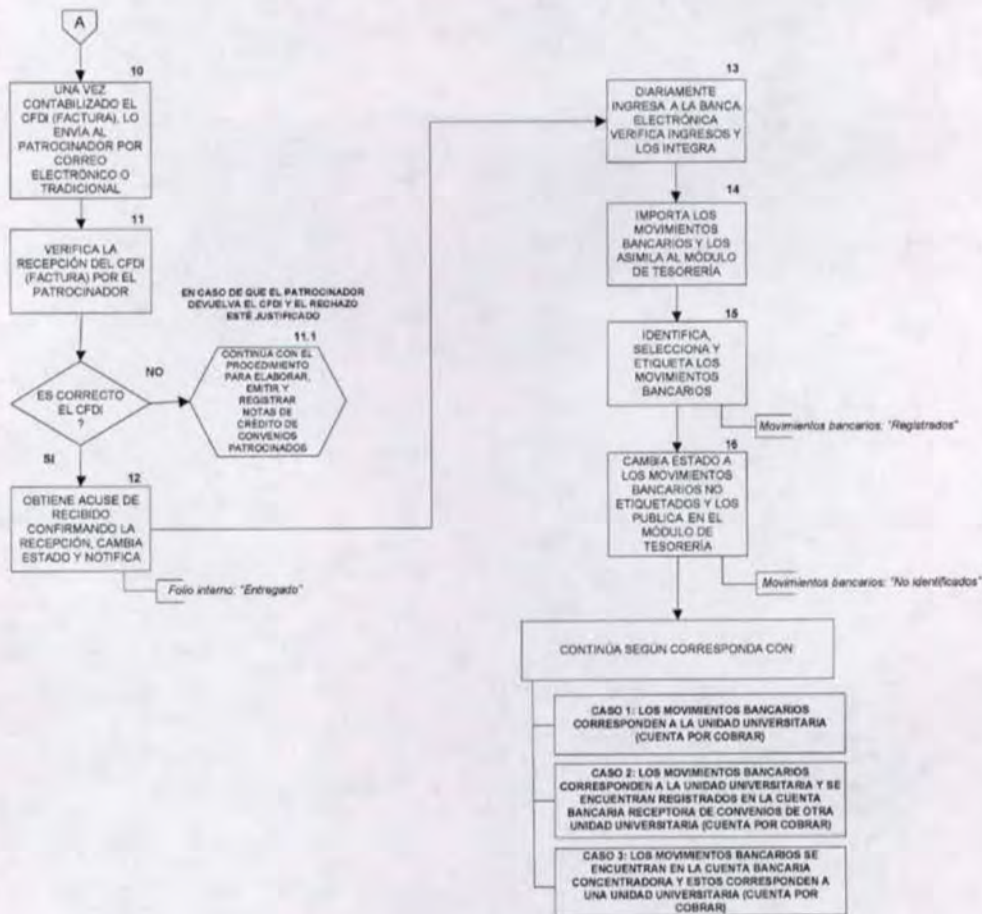 A
10
UNA VEZ
CONTABILIZADO EL
CFDI (FACTURA), LO
ENVÍA AL
PATROCINADOR POR
CORREO
ELECTRÓNICO O
TRADICIONAL
11
VERIFICA LA
RECEPCIÓN DEL CFDI
(FACTURA) POR EL
PATROCINADOR
ES CORRECTO
EL CFDI
?
NO
SI
EN CASO DE QUE EL PATROCINADOR
DEVUELVA EL CFDI Y EL RECHAZO
ESTÉ JUSTIFICADO
11.1
CONTINÚA CON EL
PROCEDIMIENTO
PARA ELABORAR,
EMITIR Y
REGISTRAR
NOTAS DE
CRÉDITO DE
CONVENIOS
PATROCINADOS
12
OBTIENE ACUSE DE
RECIBIDO
CONFIRMANDO LA
RECEPCIÓN, CAMBIA
ESTADO Y NOTIFICA
Folio interno: "Entregado"
13
DIARIAMENTE
INGRESA A LA BANCA
ELECTRÓNICA
VERIFICA INGRESOS Y
LOS INTEGRA
14
IMPORTA LOS
MOVIMIENTOS
BANCARIOS Y LOS
ASIMILA AL MÓDULO
DE TESORERÍA
15
IDENTIFICA,
SELECCIONA Y
ETIQUETA LOS
MOVIMIENTOS
BANCARIOS
Movimientos bancarios: "Registrados"
16
CAMBIA ESTADO A
LOS MOVIMIENTOS
BANCARIOS NO
ETIQUETADOS Y LOS
PUBLICA EN EL
MÓDULO DE
TESORERÍA
Movimientos bancarios: "No identificados"
CONTINÚA SEGÚN CORRESPONDA CON:
CASO 1: LOS MOVIMIENTOS BANCARIOS
CORRESPONDEN A LA UNIDAD UNIVERSITARIA
(CUENTA POR COBRAR)
CASO 2: LOS MOVIMIENTOS BANCARIOS
CORRESPONDEN A LA UNIDAD UNIVERSITARIA Y SE
ENCUENTRAN REGISTRADOS EN LA CUENTA
BANCARIA RECEPTORA DE CONVENIOS DE OTRA
UNIDAD UNIVERSITARIA (CUENTA POR COBRAR)
CASO 3: LOS MOVIMIENTOS BANCARIOS SE
ENCUENTRAN EN LA CUENTA BANCARIA
CONCENTRADORA Y ESTOS CORRESPONDEN A
UNA UNIDAD UNIVERSITARIA (CUENTA POR
COBRAR)